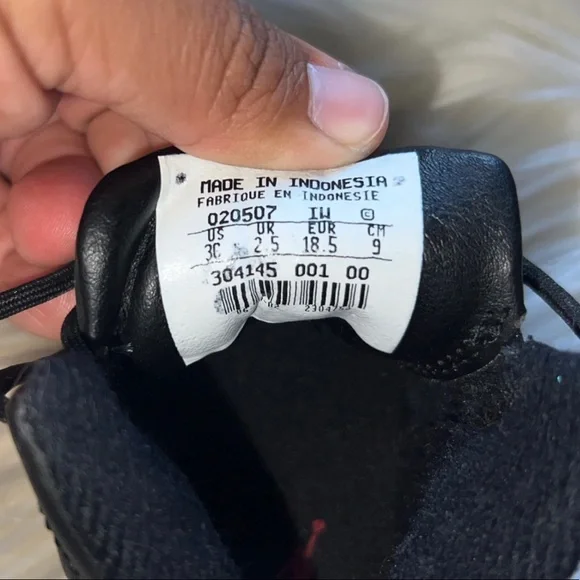 MADE IN INDONESIA
FABRIQUE EN INDONESIE
020507 IW ©
US UK EUR CM
3C 2.5 18.5 9
304145 001 00